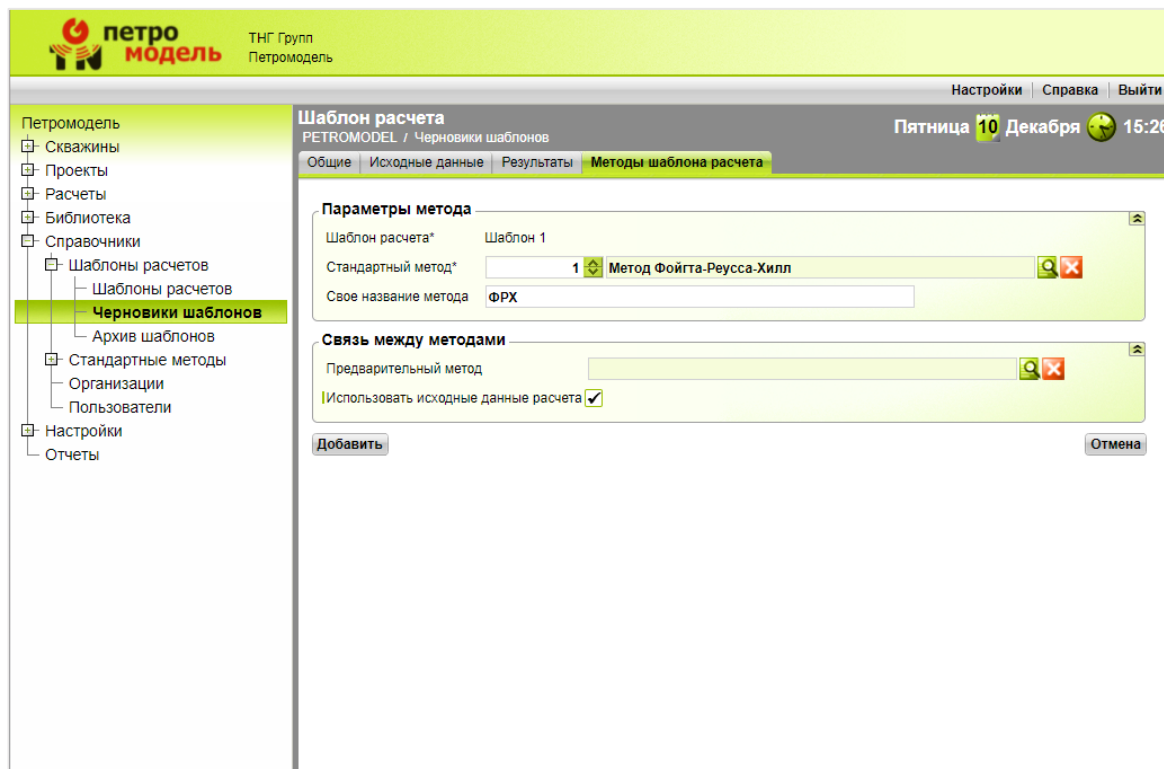 петро
модель
ТНГ Групп
Петромодель
Настройки Справка Выйти
Петромодель
Скважины
Проекты
Расчеты
Библиотека
Справочники
Шаблоны расчетов
Шаблоны расчетов
Черновики шаблонов
Архив шаблонов
Стандартные методы
Организации
Пользователи
Настройки
Отчеты
Шаблон расчета
PETROMODEL / Черновики шаблонов
Пятница 10 Декабря 15:26
Общие Исходные данные Результаты Методы шаблона расчета
Параметры метода
Шаблон расчета* Шаблон 1
Стандартный метод* 1 Метод Фойгта-Реусса-Хилл
Свое название метода ФРХ
Связь между методами
Предварительный метод
Использовать исходные данные расчета
Добавить Отмена